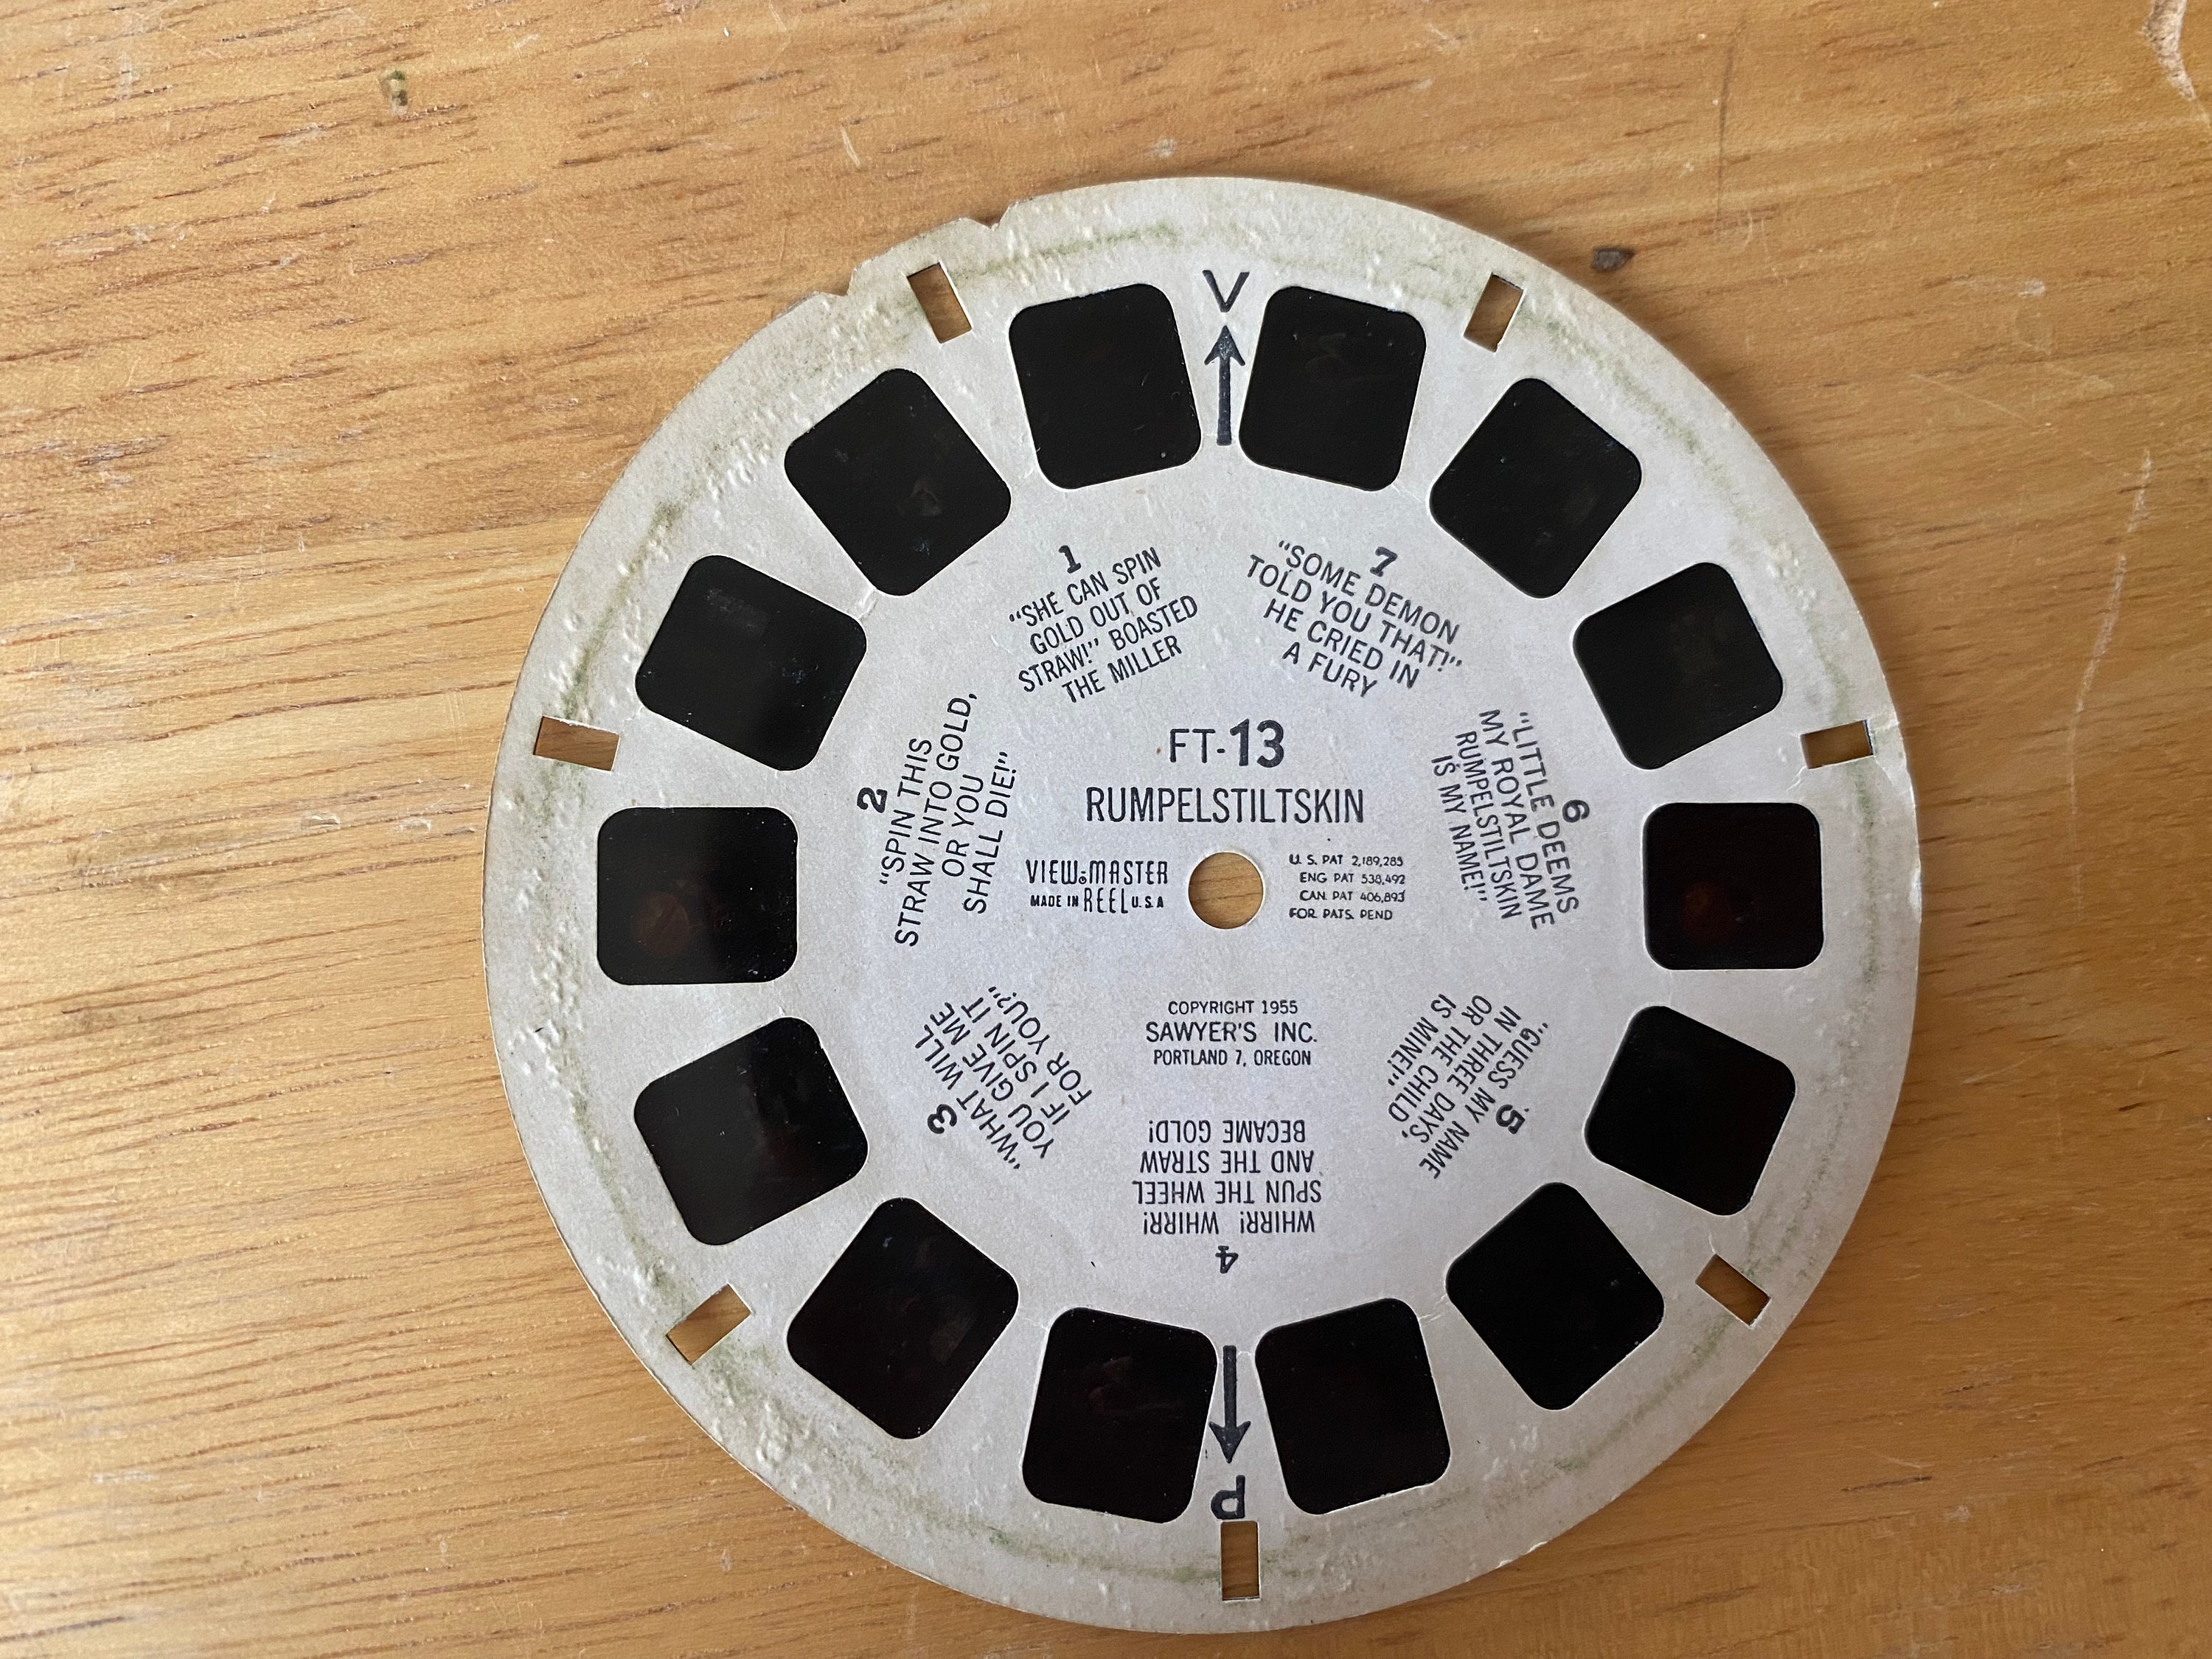 V
1
"SHE CAN SPIN
GOLD OUT OF
STRAW!" BOASTED
THE MILLER
2
"SPIN THIS
STRAW INTO GOLD,
OR YOU
SHALL DIE!"
3
"WHAT WILL
YOU GIVE ME
IF I SPIN IT
FOR YOU?"
4
WHIRR! WHIRR!
SPUN THE WHEEL
AND THE STRAW
BECAME GOLD!
5
"GUESS MY NAME
IN THREE DAYS,
OR THE CHILD
IS MINE!"
6
"LITTLE DEEMS
MY ROYAL DAME
RUMPELSTILTSKIN
IS MY NAME!"
7
"SOME DEMON
TOLD YOU THAT!"
HE CRIED IN
A FURY
FT-13
RUMPELSTILTSKIN
VIEW-MASTER
MADE IN REEL U.S.A
U. S. PAT 2,189,285
ENG PAT 538,492
CAN. PAT 406,893
FOR. PATS. PEND
COPYRIGHT 1955
SAWYER'S INC.
PORTLAND 7, OREGON
P